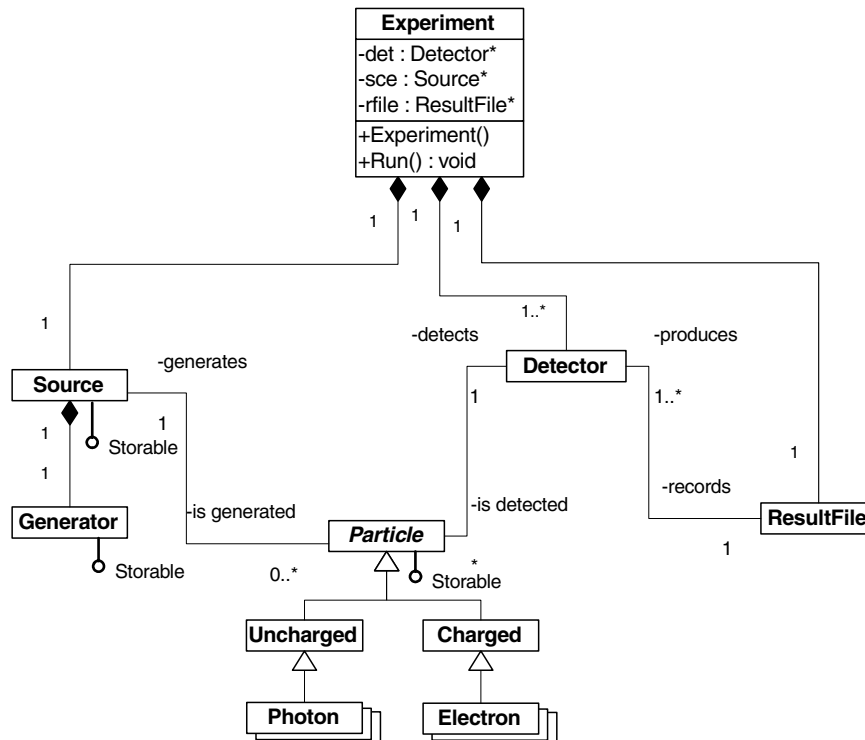 Experiment
-det : Detector*
-sce : Source*
-rfile : ResultFile*
+Experiment()
+Run() : void
1
1
1
1
1..*
-generates
-detects
-produces
Source
Detector
1
1
1..*
1
Storable
1
1
-is generated
-is detected
-records
Generator
Particle
ResultFile
1
Storable
0..*
*
Storable
Uncharged
Charged
Photon
Electron